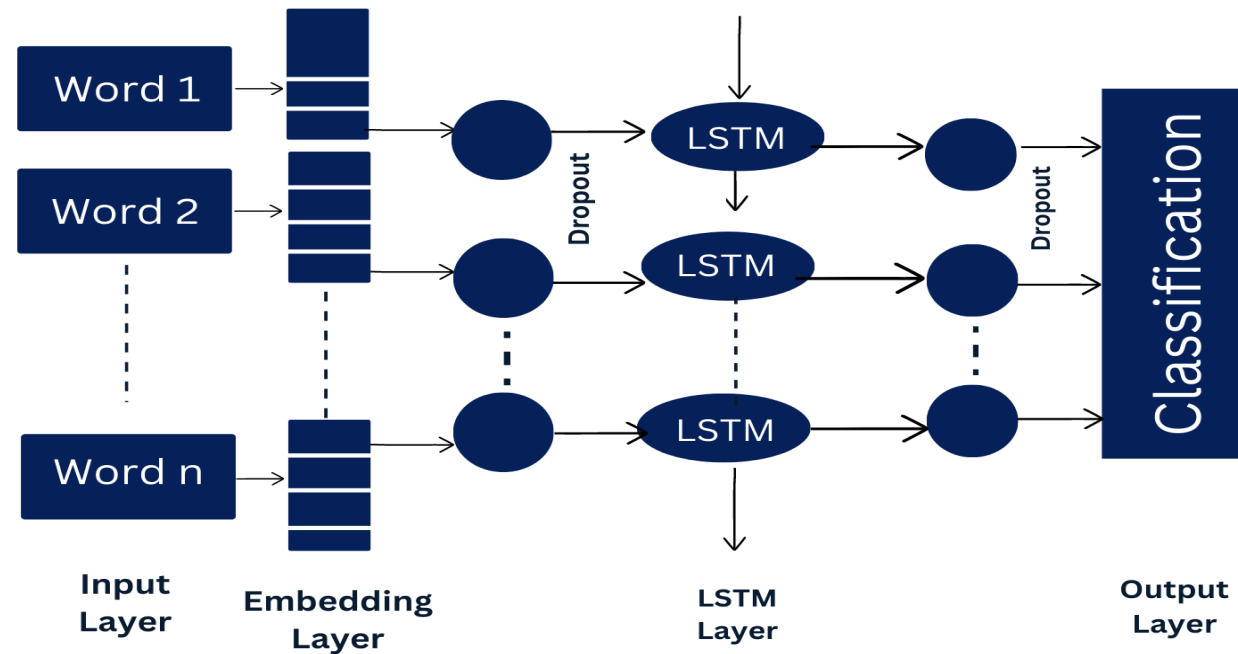 Word 1
Word 2
Word n
Dropout
LSTM
LSTM
LSTM
Dropout
Classification
Input
Layer
Embedding
Layer
LSTM
Layer
Output
Layer